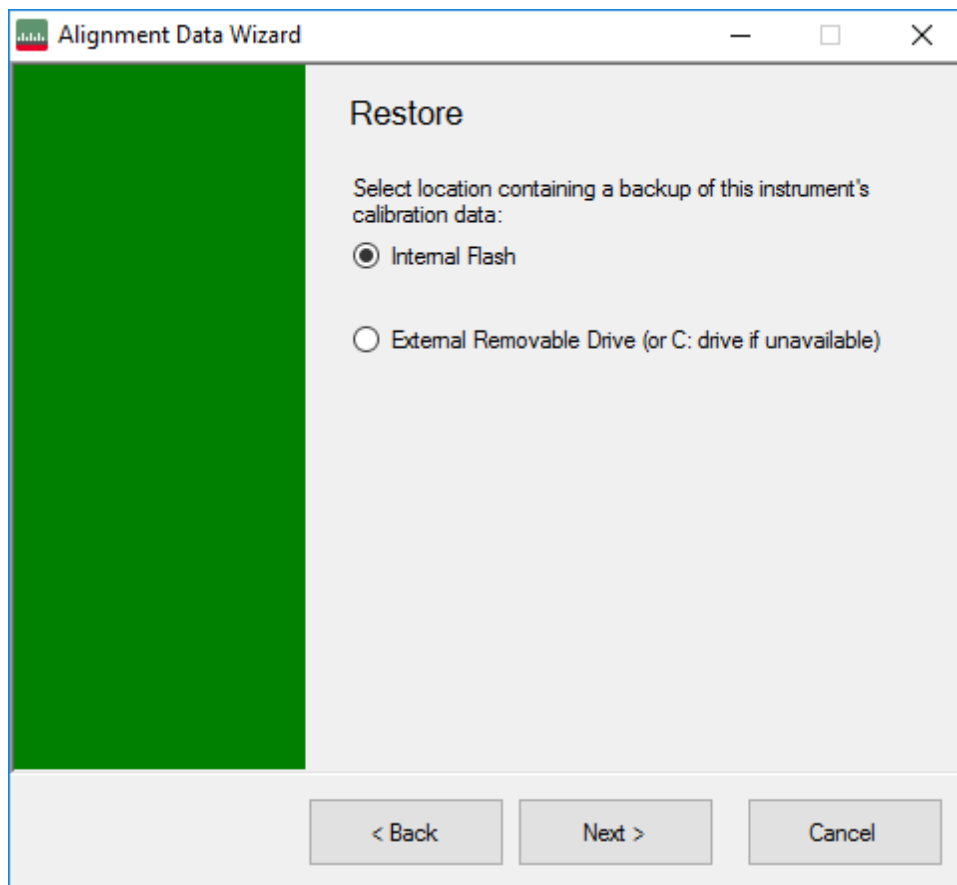 Alignment Data Wizard
Restore
Select location containing a backup of this instrument's
calibration data:
Internal Flash
External Removable Drive (or C: drive if unavailable)
< Back
Next >
Cancel